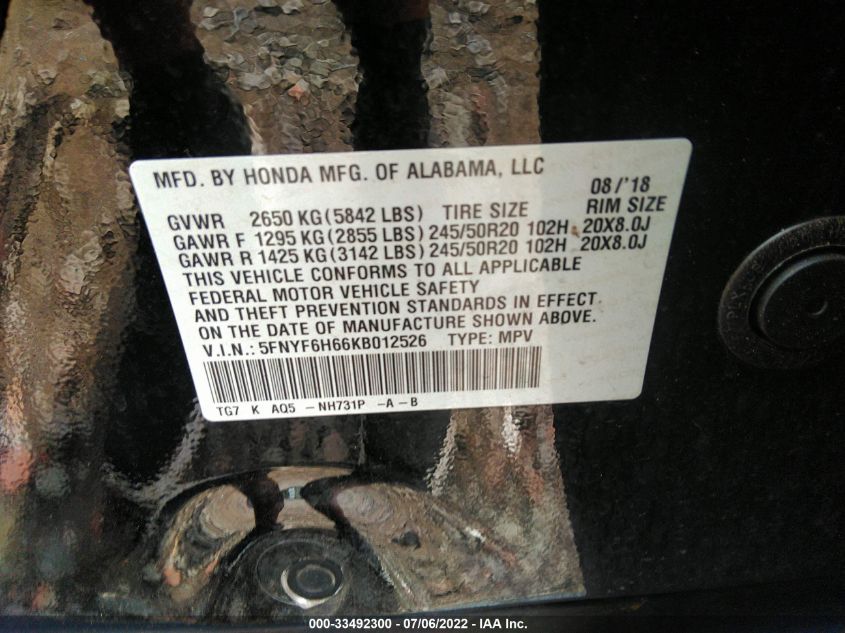 MFD. BY HONDA MFG. OF ALABAMA, LLC
08/'18
GVWR 2650 KG(5842 LBS) TIRE SIZE RIM SIZE
GAWR F 1295 KG(2855 LBS) 245/50R20 102H 20X8.0J
GAWR R 1425 KG(3142 LBS) 245/50R20 102H 20X8.0J
THIS VEHICLE CONFORMS TO ALL APPLICABLE
FEDERAL MOTOR VEHICLE SAFETY
AND THEFT PREVENTION STANDARDS IN EFFECT
ON THE DATE OF MANUFACTURE SHOWN ABOVE.
V.I.N.: 5FNYF6H66KB012526 TYPE: MPV
TG7 K AQ5 -NH731P -A-B
000-33492300 - 07/06/2022 - IAA Inc.